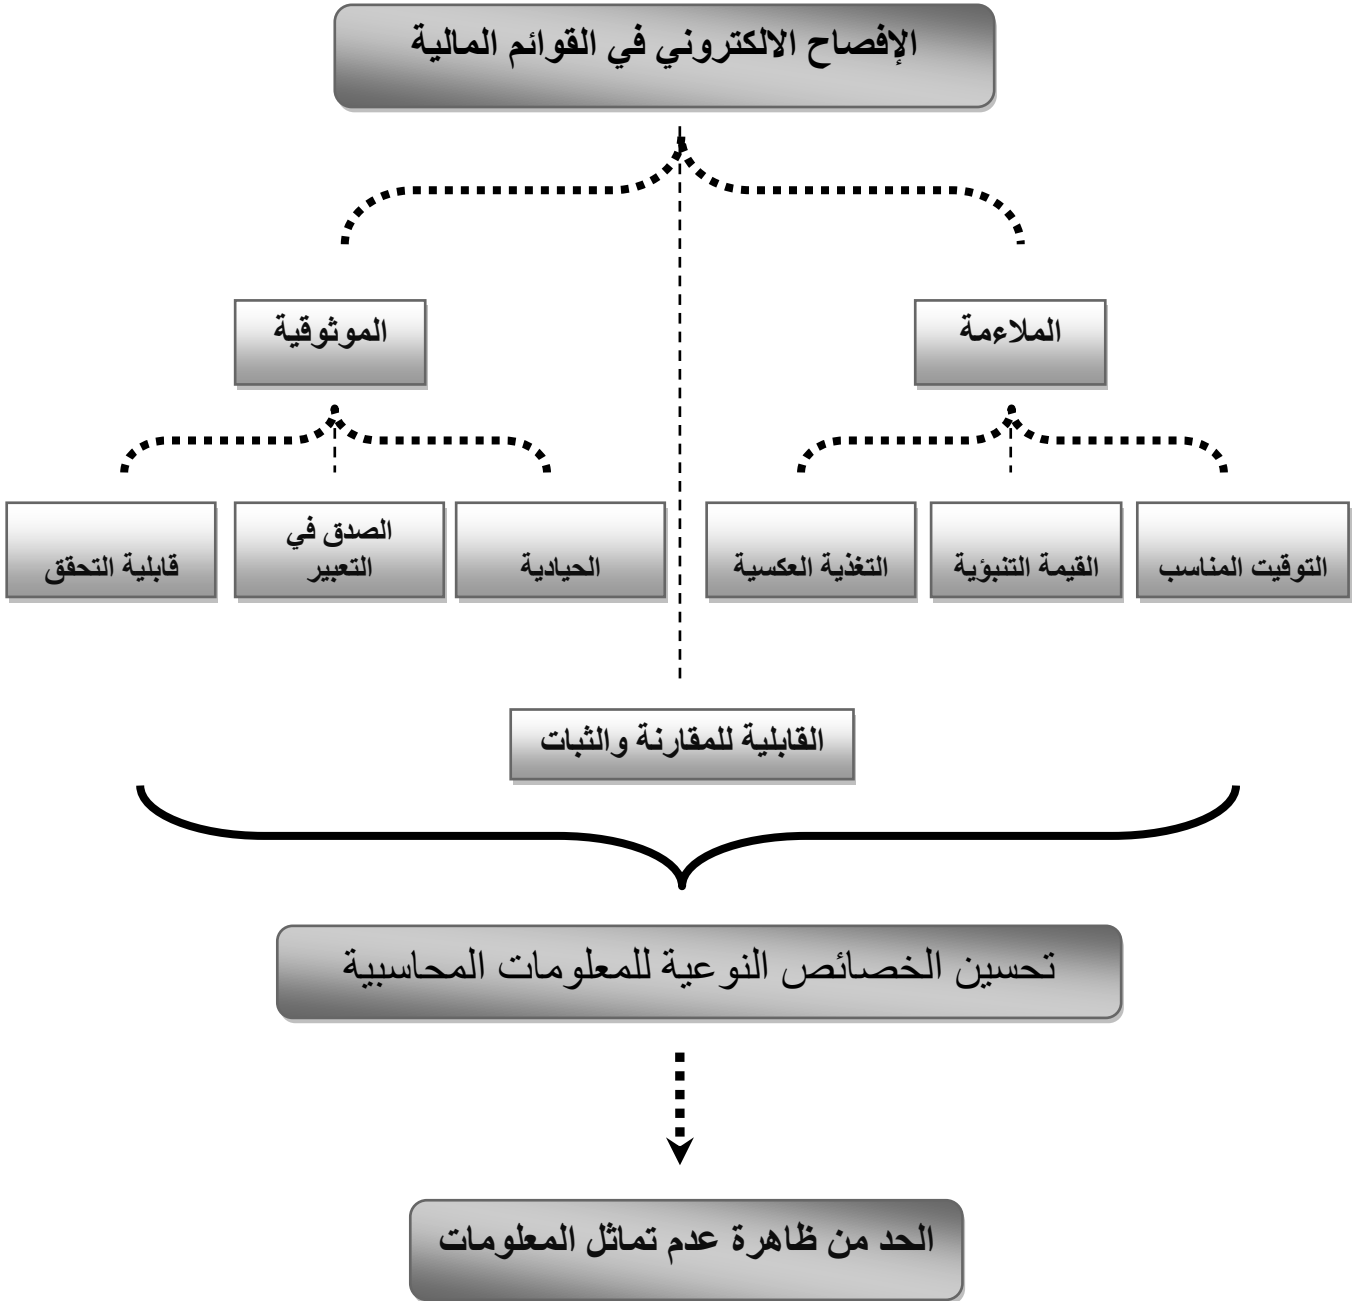 الإفصاح الالكتروني في القوائم المالية
الملاءمة
الموثوقية
التوقيت المناسب
القيمة التنبؤية
التغذية العكسية
الحيادية
الصدق في
التعبير
قابلية التحقق
القابلية للمقارنة والثبات
تحسين الخصائص النوعية للمعلومات المحاسبية
الحد من ظاهرة عدم تماثل المعلومات